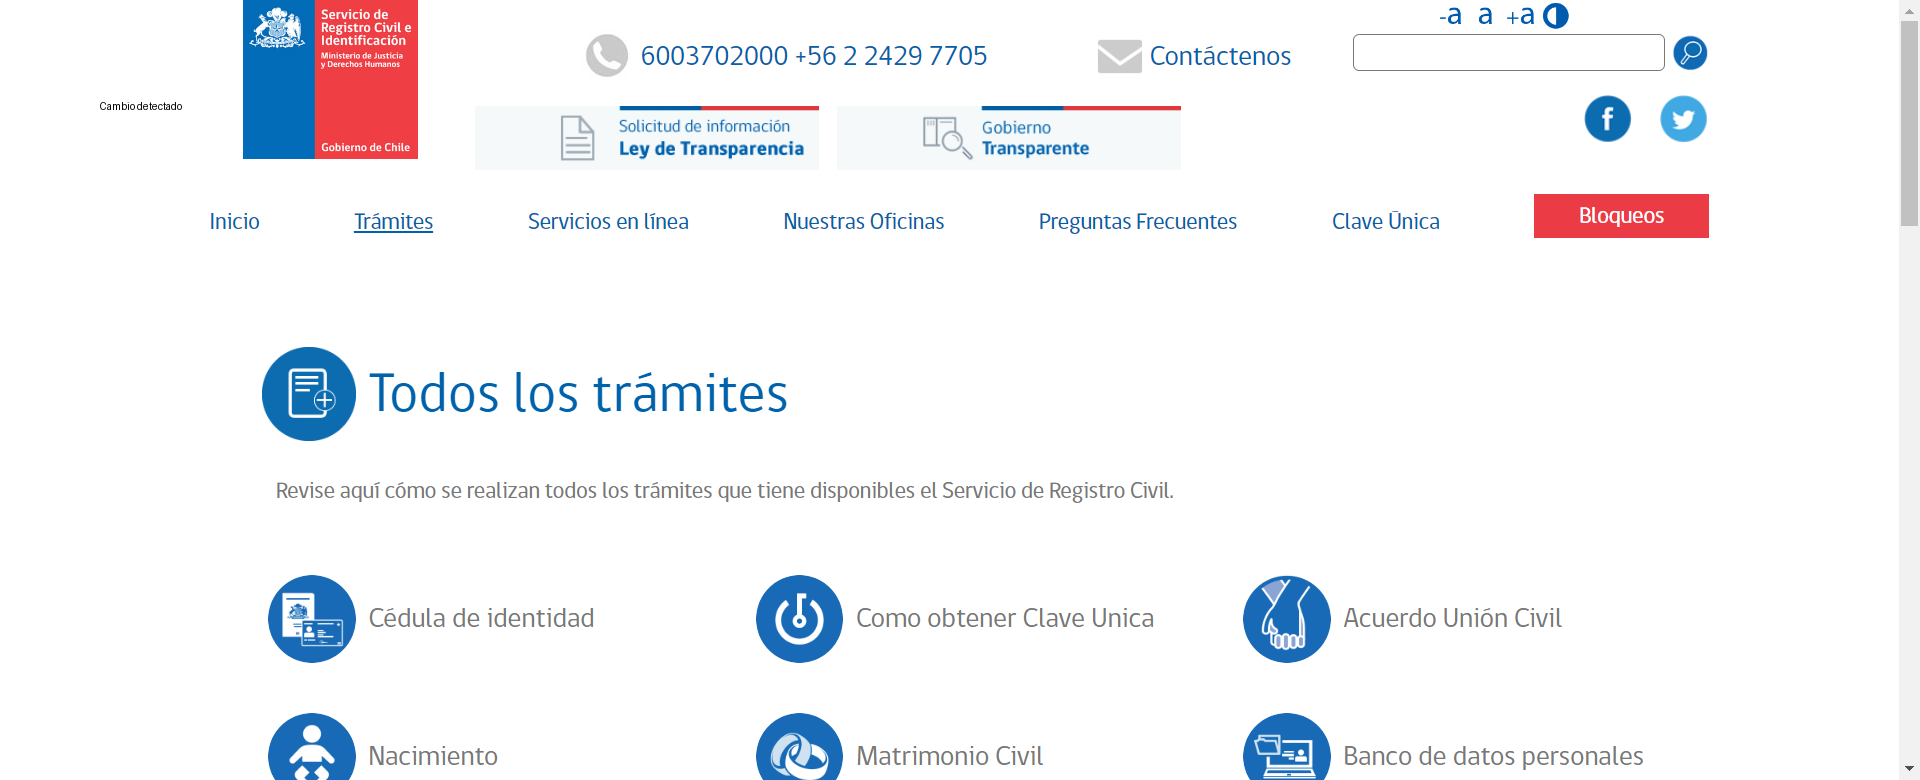 Servicio de
Registro Civil e
Identificación
Ministerio de Justicia
y Derechos Humanos
Gobierno de Chile
Cambio detectado
6003702000 +56 2 2429 7705
Contáctenos
-a a +a
Solicitud de información
Ley de Transparencia
Gobierno
Transparente
Inicio
Trámites
Servicios en línea
Nuestras Oficinas
Preguntas Frecuentes
Clave Única
Bloqueos
Todos los trámites
Revise aquí cómo se realizan todos los trámites que tiene disponibles el Servicio de Registro Civil.
Cédula de identidad
Como obtener Clave Unica
Acuerdo Unión Civil
Nacimiento
Matrimonio Civil
Banco de datos personales